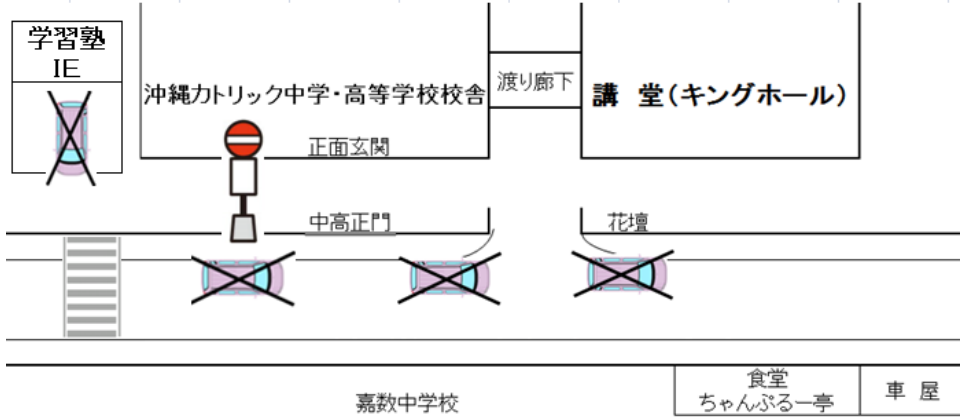 学習塾
IE
沖縄カトリック中学・高等学校校舎
渡り廊下
講 堂(キングホール)
正面玄関
中高正門
花壇
嘉数中学校
食堂
ちゃんぷるー亭
車 屋